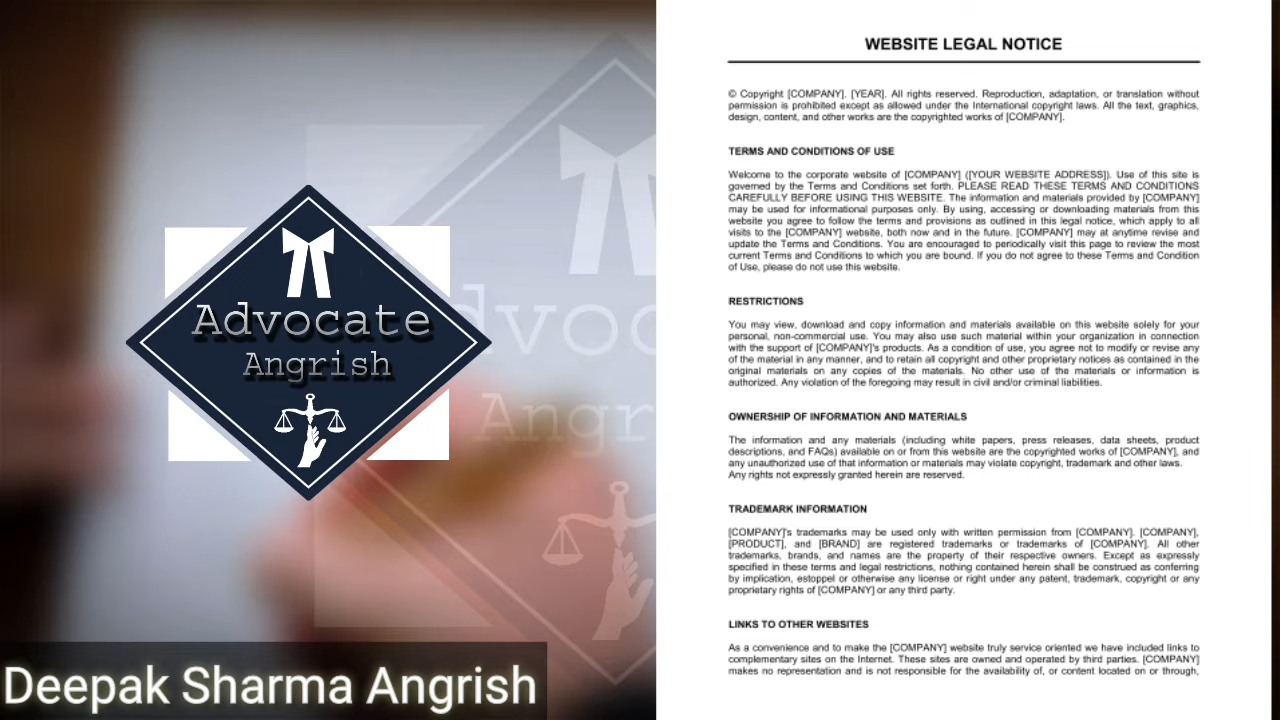 Advocate
Angrish
Deepak Sharma Angrish
WEBSITE LEGAL NOTICE
© Copyright [COMPANY]. [YEAR]. All rights reserved. Reproduction, adaptation, or translation without
permission is prohibited except as allowed under the International copyright laws. All the text, graphics,
design, content, and other works are the copyrighted works of [COMPANY].
TERMS AND CONDITIONS OF USE
Welcome to the corporate website of [COMPANY] ([YOUR WEBSITE ADDRESS]). Use of this site is
governed by the Terms and Conditions set forth. PLEASE READ THESE TERMS AND CONDITIONS
CAREFULLY BEFORE USING THIS WEBSITE. The information and materials provided by [COMPANY]
may be used for informational purposes only. By using, accessing or downloading materials from this
website you agree to follow the terms and provisions as outlined in this legal notice, which apply to all
visits to the [COMPANY] website, both now and in the future. [COMPANY] may at anytime revise and
update the Terms and Conditions. You are encouraged to periodically visit this page to review the most
current Terms and Conditions to which you are bound. If you do not agree to these Terms and Condition
of Use, please do not use this website.
RESTRICTIONS
You may view, download and copy information and materials available on this website solely for your
personal, non-commercial use. You may also use such material within your organization in connection
with the support of [COMPANY]'s products. As a condition of use, you agree not to modify or revise any
of the material in any manner, and to retain all copyright and other proprietary notices as contained in the
original materials on any copies of the materials. No other use of the materials or information is
authorized. Any violation of the foregoing may result in civil and/or criminal liabilities.
OWNERSHIP OF INFORMATION AND MATERIALS
The information and any materials (including white papers, press releases, data sheets, product
descriptions, and FAQs) available on or from this website are the copyrighted works of [COMPANY], and
any unauthorized use of that information or materials may violate copyright, trademark and other laws.
Any rights not expressly granted herein are reserved.
TRADEMARK INFORMATION
[COMPANY]'s trademarks may be used only with written permission from [COMPANY]. [COMPANY],
[PRODUCT], and [BRAND] are registered trademarks or trademarks of [COMPANY]. All other
trademarks, brands, and names are the property of their respective owners. Except as expressly
specified in these terms and legal restrictions, nothing contained herein shall be construed as conferring
by implication, estoppel or otherwise any license or right under any patent, trademark, copyright or any
proprietary rights of [COMPANY] or any third party.
LINKS TO OTHER WEBSITES
As a convenience and to make the [COMPANY] website truly service oriented we have included links to
complementary sites on the Internet. These sites are owned and operated by third parties. [COMPANY]
makes no representation and is not responsible for the availability of, or content located on or through,